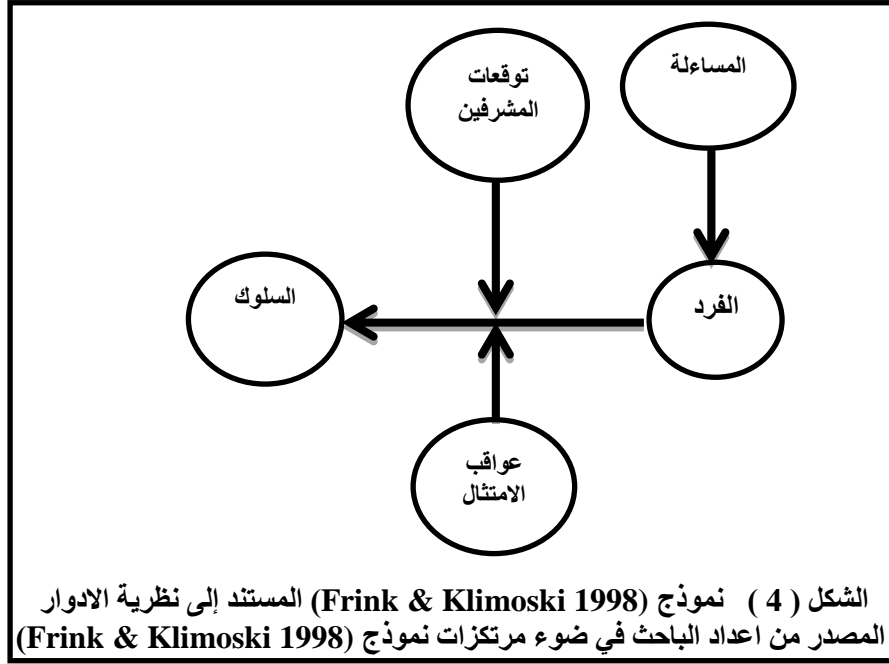 المساءلة
توقعات
المشرفين
الفرد
السلوك
عواقب
الامتثال
الشكل ( 4 ) نموذج (Frink & Klimoski 1998) المستند إلى نظرية الادوار
المصدر من اعداد الباحث في ضوء مرتكزات نموذج (Frink & Klimoski 1998)